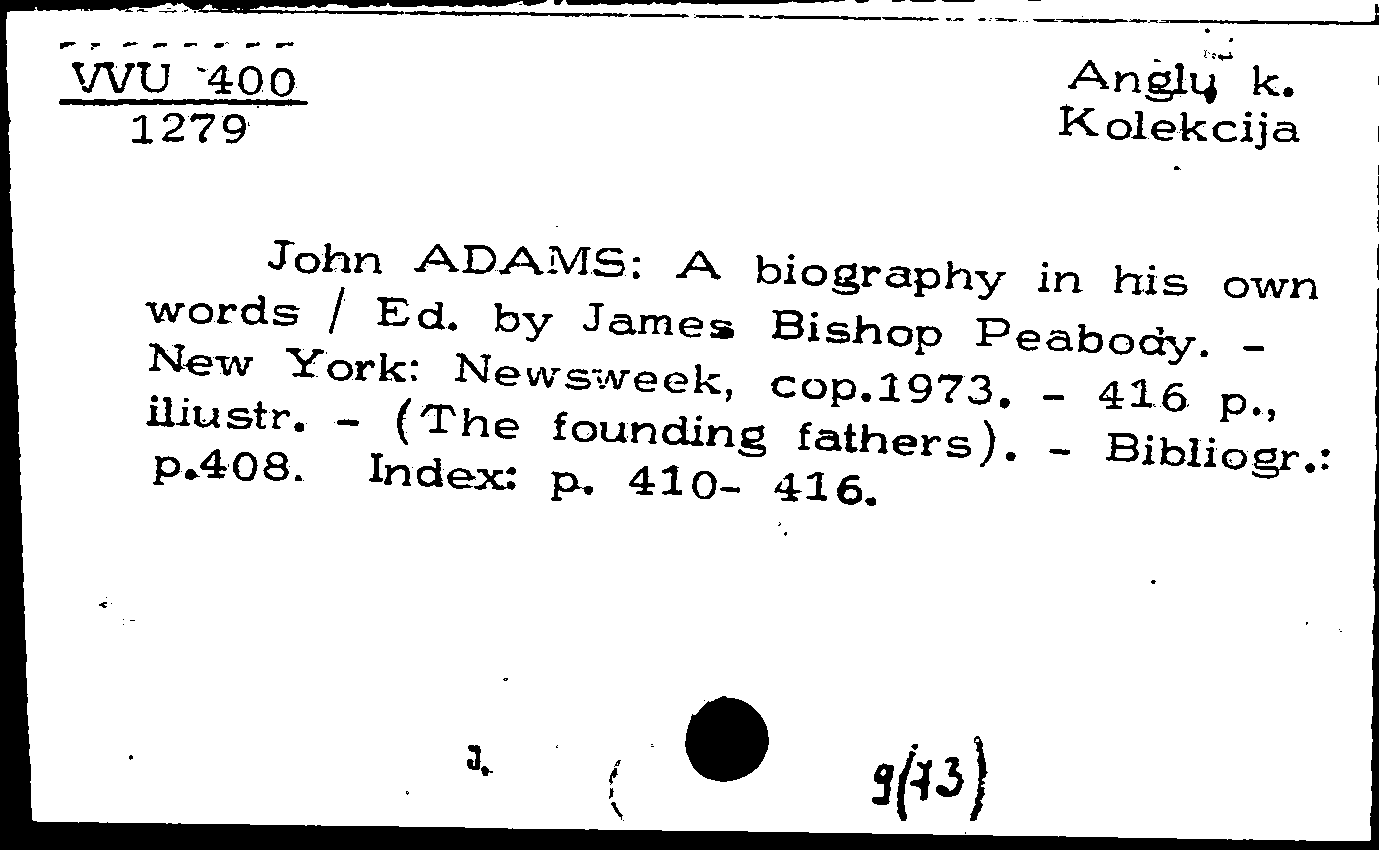 VVU 400
1279
Anglų k.
Kolekcija
John ADAMS: A biography in his own
words / Ed. by James Bishop Peabody. -
New York: Newsweek, cop.1973. - 416 p.,
iliustr. - (The founding fathers). - Bibliogr.:
p.408. Index: p. 410- 416.
9(73)